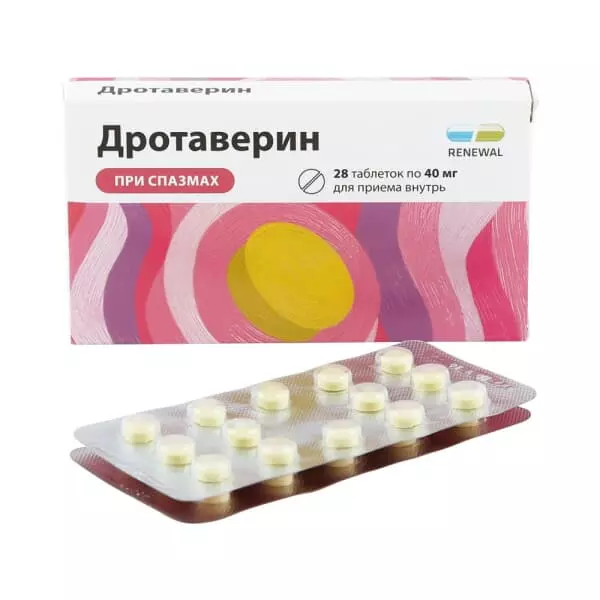 Дротаверин
Дротаверин
ПРИ СПАЗМАХ
28 таблеток по 40 мг
для приема внутрь
RENEWAL